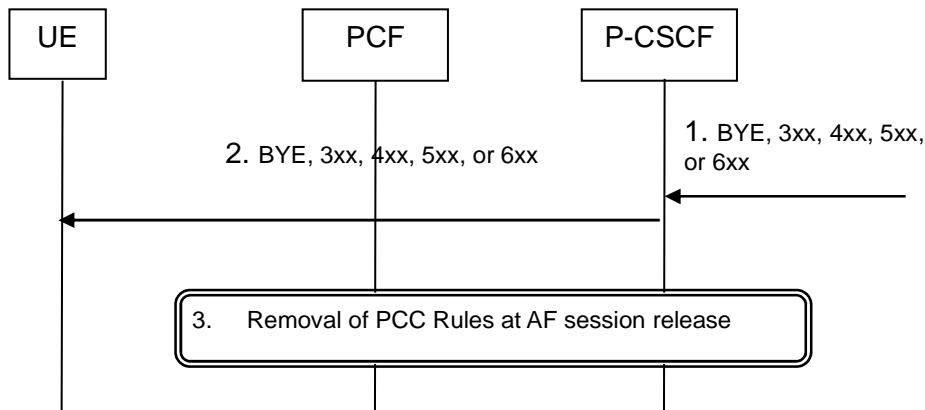 UE
PCF
P-CSCF
1. BYE, 3xx, 4xx, 5xx,
or 6xx
2. BYE, 3xx, 4xx, 5xx, or 6xx
3. Removal of PCC Rules at AF session release